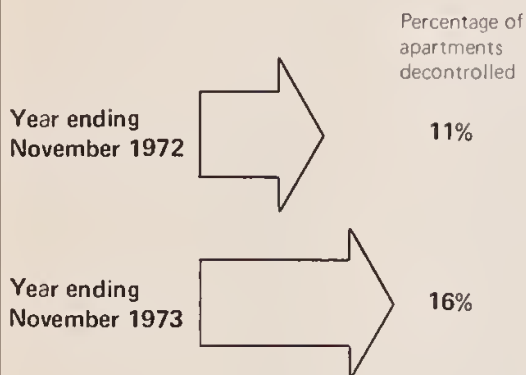 Percentage of
apartments
decontrolled
Year ending
November 1972
11%
Year ending
November 1973
16%